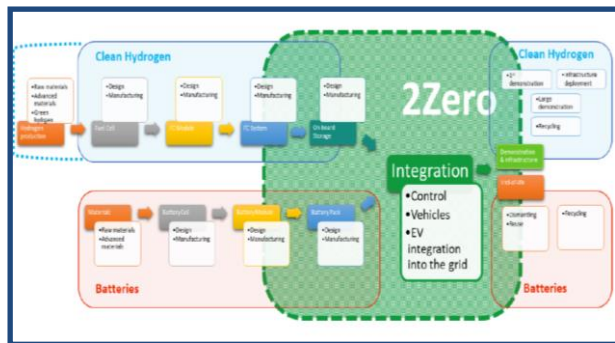 Clean Hydrogen
•Raw materials
•Advanced
materials
•Green
hydrogen
•Design
•Manufacturing
•Design
•Manufacturing
•Design
•Manufacturing
•Design
•Manufacturing
Hydrogen
production
Fuel Cell
FC System
On-board
Storage
2Zero
Integration
•Control
•Vehicles
•EV
integration
into the grid
Clean Hydrogen
demonstration
•Infrastructure
deployment
•Large
demonstration
•Recycling
Demonstration
& Infrastructure
•Dismantling
•Reuse
•Recycling
Batteries
Materials
Battery Cell
Battery Module
Battery Pack
•Raw materials
•Advanced
materials
•Design
•Manufacturing
•Design
•Manufacturing
•Design
•Manufacturing
Batteries